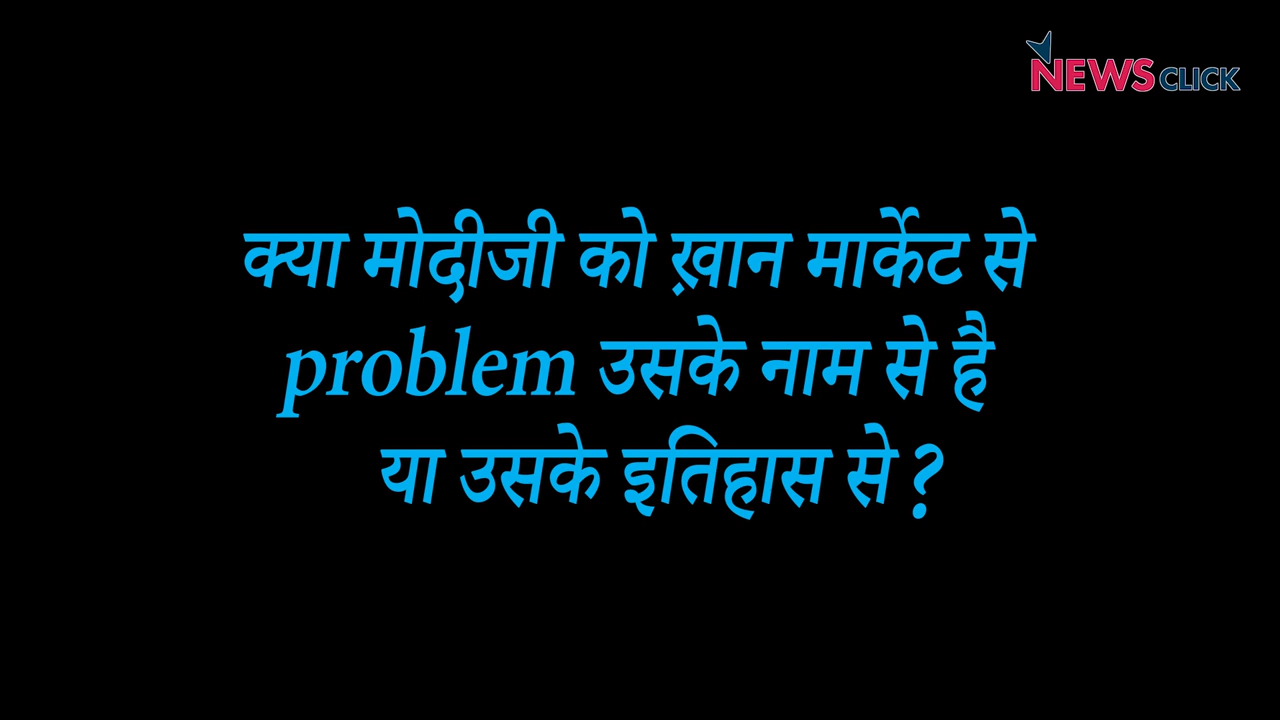 NEWSCLICK
क्या मोदीजी को ख़ान मार्केट से
problem उसके नाम से है
या उसके इतिहास से ?